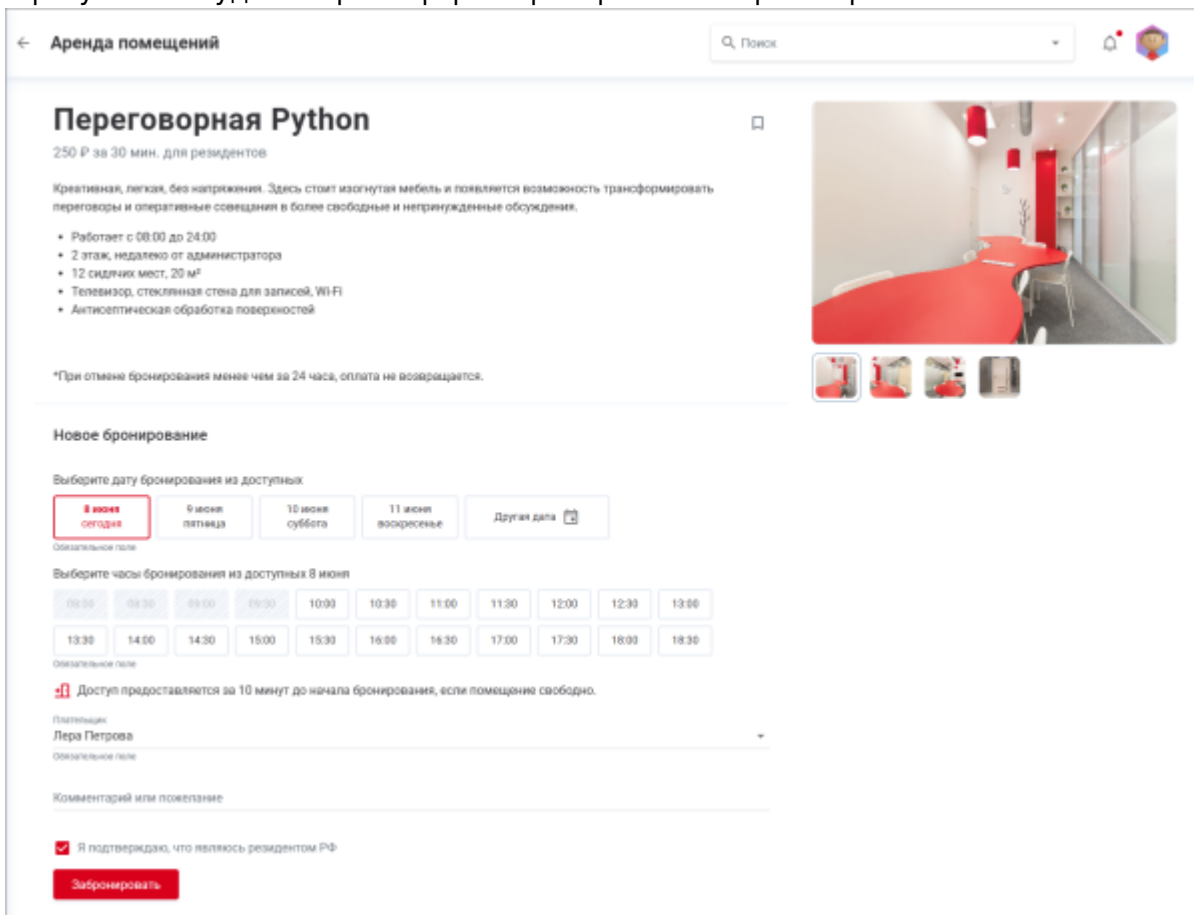 Аренда помещений
Поиск
Переговорная Python
250 ₽ за 30 мин. для резидентов
Креативная, легкая, без напряжения. Здесь стоит изогнутая мебель и появляется возможность трансформировать
переговоры и оперативные совещания в более свободные и непринужденные обсуждения.
• Работает с 08:00 до 24:00
• 2 этаж, недалеко от администратора
• 12 сидячих мест, 20 м²
• Телевизор, стеклянная стена для записей, Wi-Fi
• Антисептическая обработка поверхностей
*При отмене бронирования менее чем за 24 часа, оплата не возвращается.
Новое бронирование
Выберите дату бронирования из доступных
8 июня 9 июня 10 июня 11 июня
сегодня пятница суббота воскресенье Другая дата
Обязательное поле
Выберите часы бронирования из доступных 8 июня
08:00 08:30 09:00 09:30 10:00 10:30 11:00 11:30 12:00 12:30 13:00
13:30 14:00 14:30 15:00 15:30 16:00 16:30 17:00 17:30 18:00 18:30
Обязательное поле
Доступ предоставляется за 10 минут до начала бронирования, если помещение свободно.
Плательщик
Лера Петрова
Обязательное поле
Комментарий или пожелание
Я подтверждаю, что являюсь резидентом РФ
Забронировать